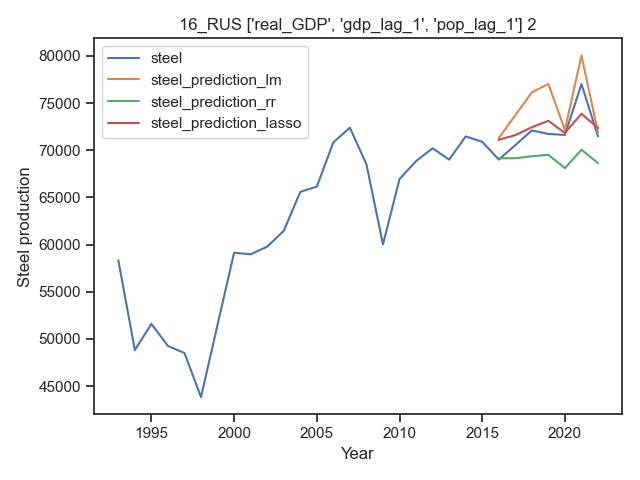 16_RUS ['real_GDP', 'gdp_lag_1', 'pop_lag_1'] 2
steel
steel_prediction_lm
steel_prediction_rr
steel_prediction_lasso
80000
75000
70000
65000
60000
55000
50000
45000
Steel production
1995
2000
2005
2010
2015
2020
Year